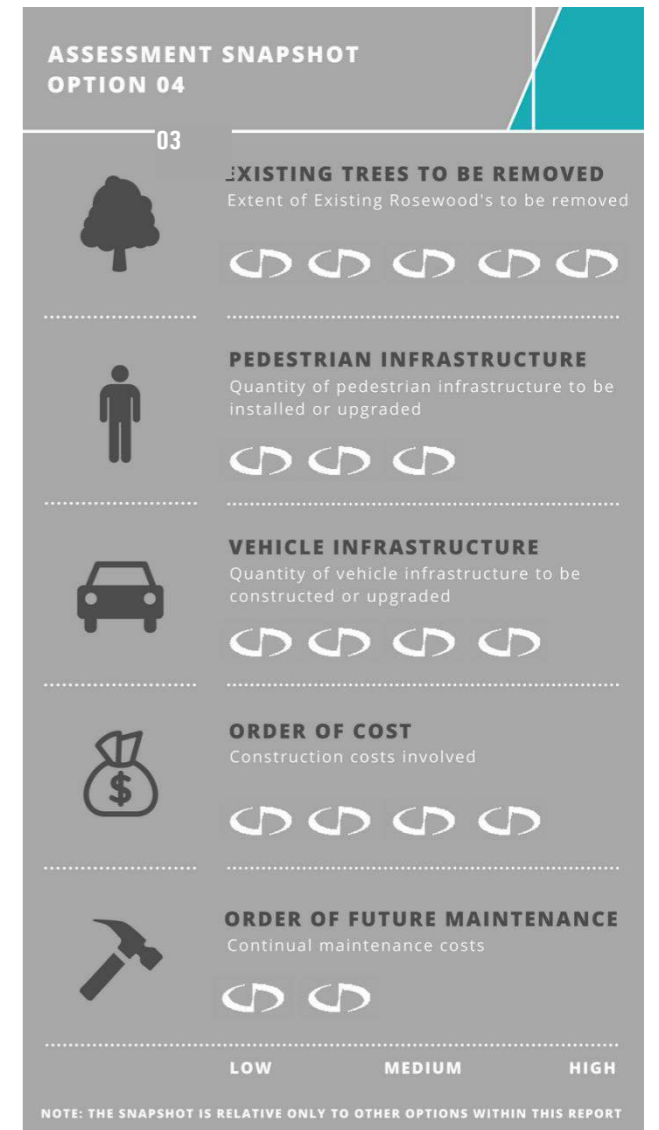 ASSESSMENT SNAPSHOT
OPTION 04
03
EXISTING TREES TO BE REMOVED
Extent of Existing Rosewood's to be removed
PEDESTRIAN INFRASTRUCTURE
Quantity of pedestrian infrastructure to be
installed or upgraded
VEHICLE INFRASTRUCTURE
Quantity of vehicle infrastructure to be
constructed or upgraded
$
ORDER OF COST
Construction costs involved
ORDER OF FUTURE MAINTENANCE
Continual maintenance costs
LOW MEDIUM HIGH
NOTE: THE SNAPSHOT IS RELATIVE ONLY TO OTHER OPTIONS WITHIN THIS REPORT